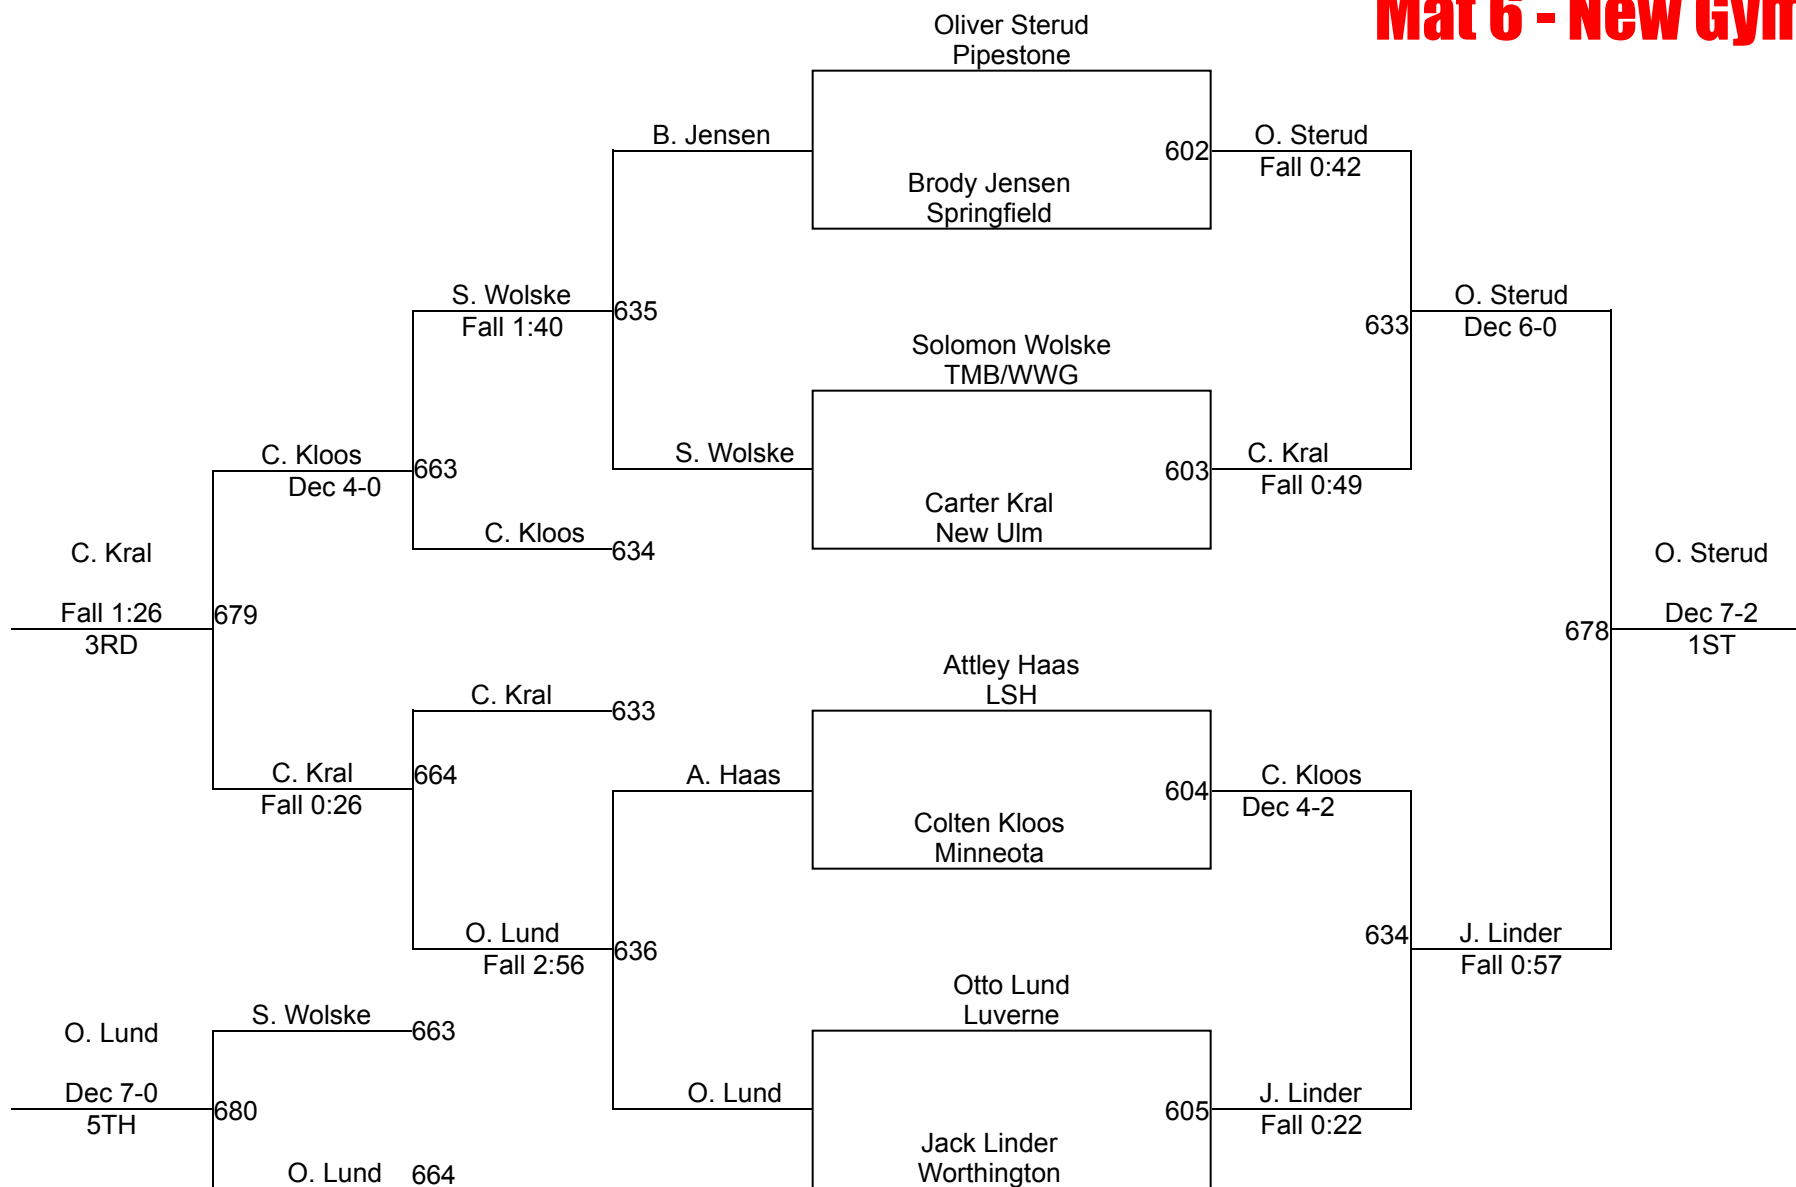 Mat 6 - New Gym
Oliver Sterud
Pipestone
B. Jensen
602
O. Sterud
Fall 0:42
Brody Jensen
Springfield
S. Wolske
Fall 1:40
635
633
O. Sterud
Dec 6-0
Solomon Wolske
TMB/WWG
C. Kloos
Dec 4-0
663
S. Wolske
603
C. Kral
Fall 0:49
Carter Kral
New Ulm
C. Kloos
634
C. Kral
Fall 1:26
3RD
679
O. Sterud
Dec 7-2
1ST
678
Attley Haas
LSH
C. Kral
633
C. Kral
Fall 0:26
664
A. Haas
604
C. Kloos
Dec 4-2
Colten Kloos
Minneota
O. Lund
Fall 2:56
636
634
J. Linder
Fall 0:57
Otto Lund
Luverne
S. Wolske
663
O. Lund
Dec 7-0
5TH
680
O. Lund
605
J. Linder
Fall 0:22
Jack Linder
Worthington
O. Lund
664